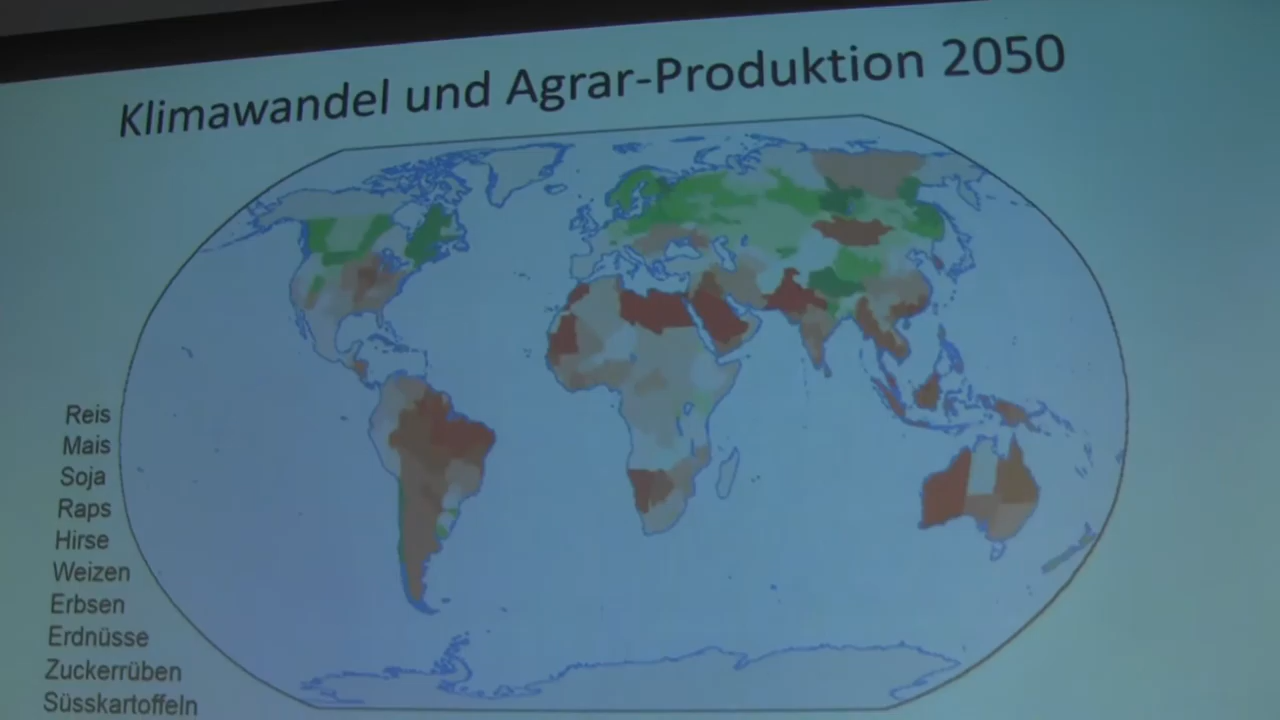 Klimawandel und Agrar-Produktion 2050
Reis
Mais
Soja
Raps
Hirse
Weizen
Erbsen
Erdnüsse
Zuckerrüben
Süsskartoffeln